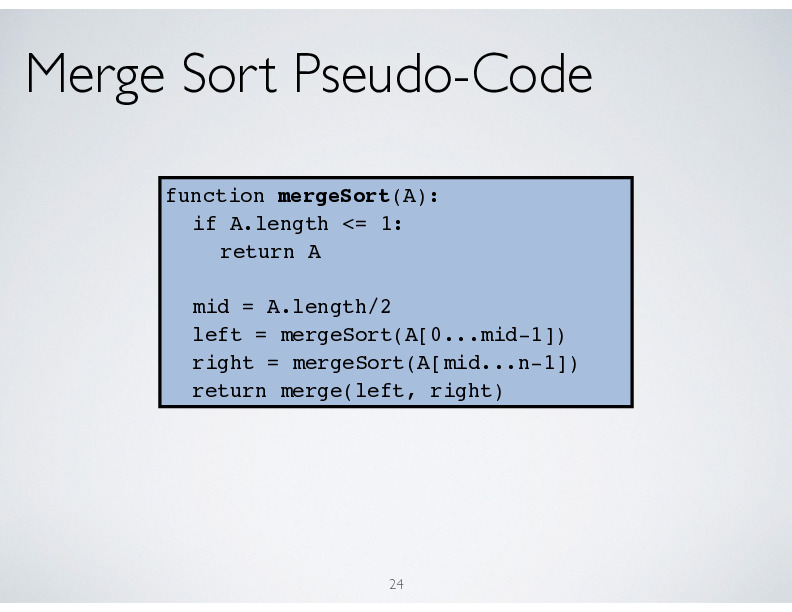 Merge Sort Pseudo-Code
function mergeSort(A):
if A.length <= 1:
return A
mid = A.length/2
left = mergeSort(A[0...mid-1])
right = mergeSort(A[mid...n-1])
return merge(left, right)
24